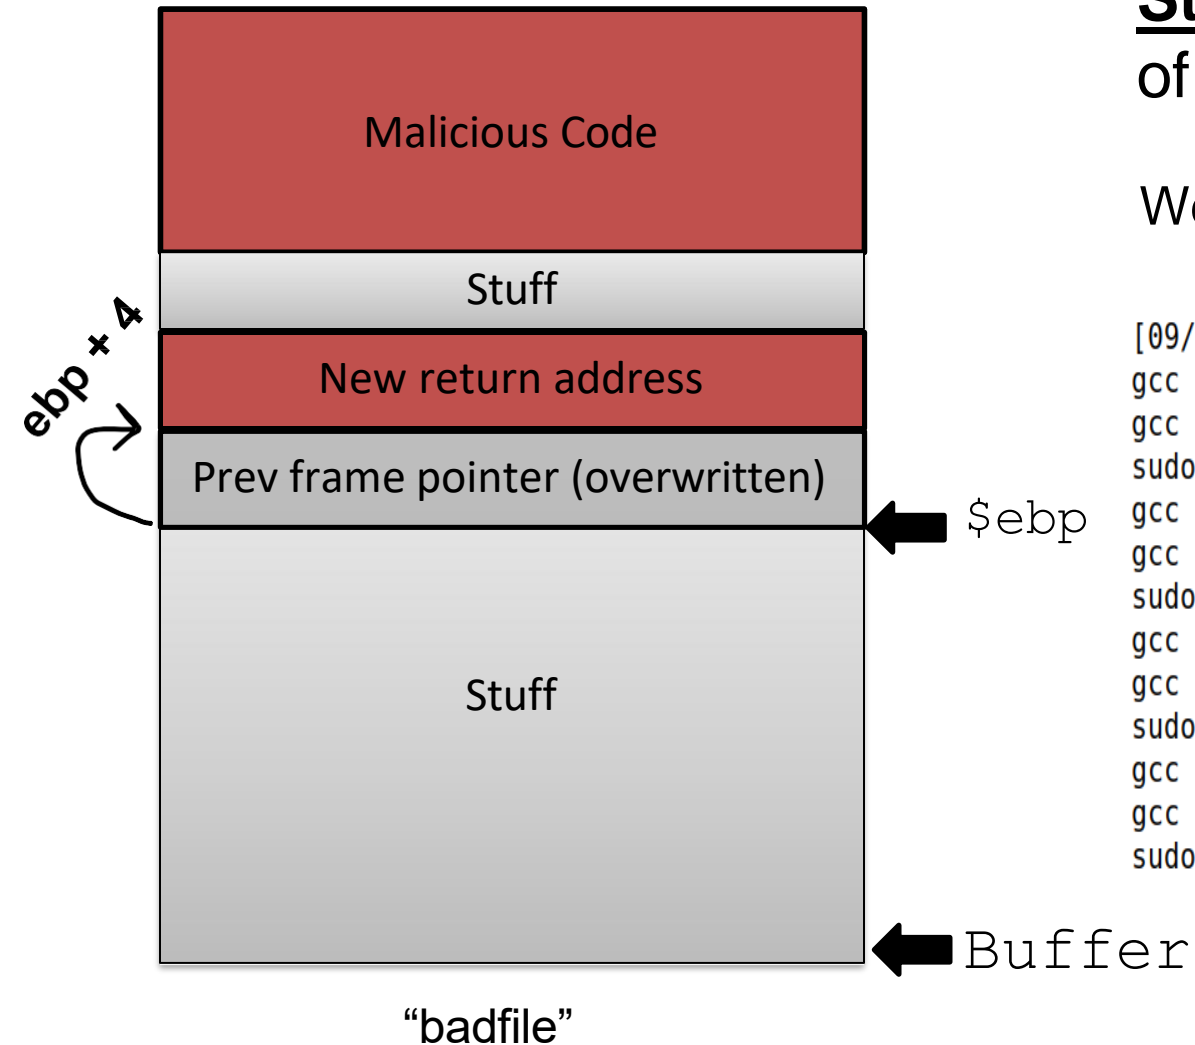 Malicious Code
Stuff
ebp + 4
New return address
Prev frame pointer (overwritten)
$ebp
Stuff
Buffer
“badfile”
of
[09/
gcc
gcc
sudo
gcc
gcc
sudo
gcc
gcc
sudo
gcc
gcc
sudo